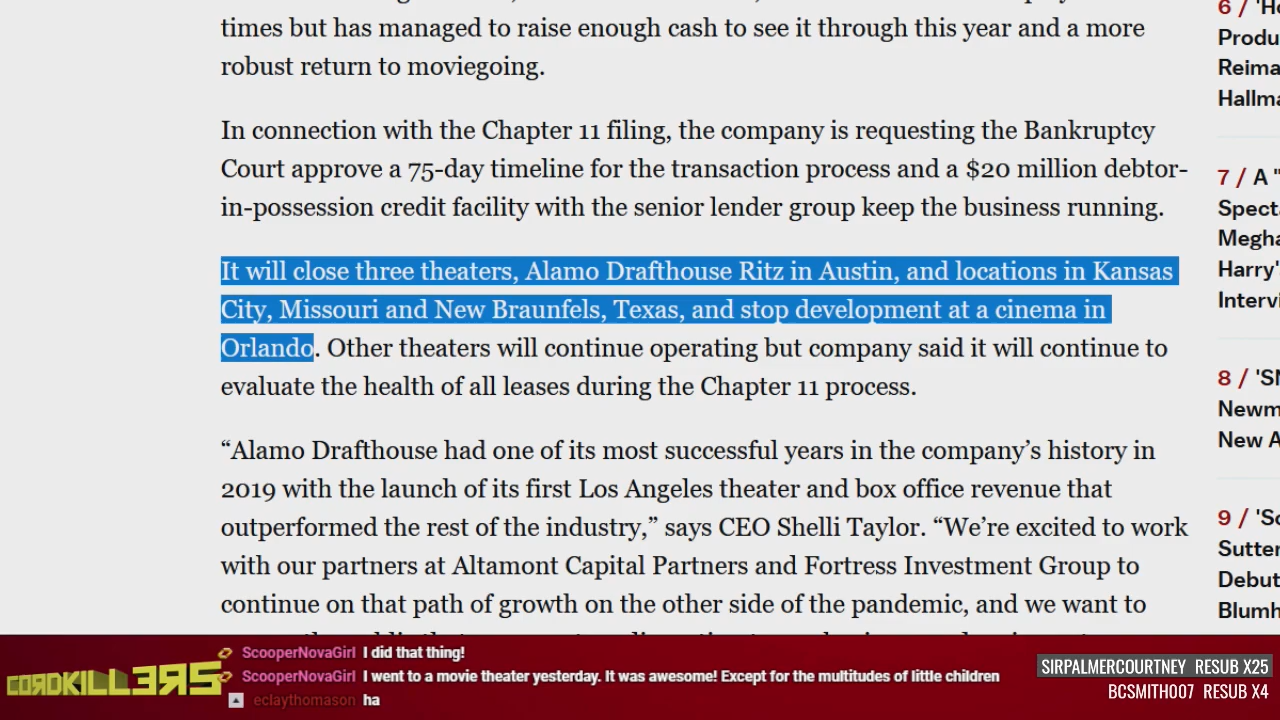 times but has managed to raise enough cash to see it through this year and a more
robust return to moviegoing.
In connection with the Chapter 11 filing, the company is requesting the Bankruptcy
Court approve a 75-day timeline for the transaction process and a $20 million debtor-
in-possession credit facility with the senior lender group keep the business running.
It will close three theaters, Alamo Drafthouse Ritz in Austin, and locations in Kansas
City, Missouri and New Braunfels, Texas, and stop development at a cinema in
Orlando. Other theaters will continue operating but company said it will continue to
evaluate the health of all leases during the Chapter 11 process.
“Alamo Drafthouse had one of its most successful years in the company’s history in
2019 with the launch of its first Los Angeles theater and box office revenue that
outperformed the rest of the industry,” says CEO Shelli Taylor. “We’re excited to work
with our partners at Altamont Capital Partners and Fortress Investment Group to
continue on that path of growth on the other side of the pandemic, and we want to
6 /
Produ
Reima
Hallma
7 / A "
Specta
Megha
Harry'
Intervi
8 / 'SN
Newm
New A
9 / 'So
Sutter
Debut
Blumh
CORDKILLERS
ScooperNovaGirl I did that thing!
ScooperNovaGirl I went to a movie theater yesterday. It was awesome! Except for the multitudes of little children
eclaythomason ha
SIRPALMERCOURTNEY RESUB X25
BCSMITH007 RESUB X4